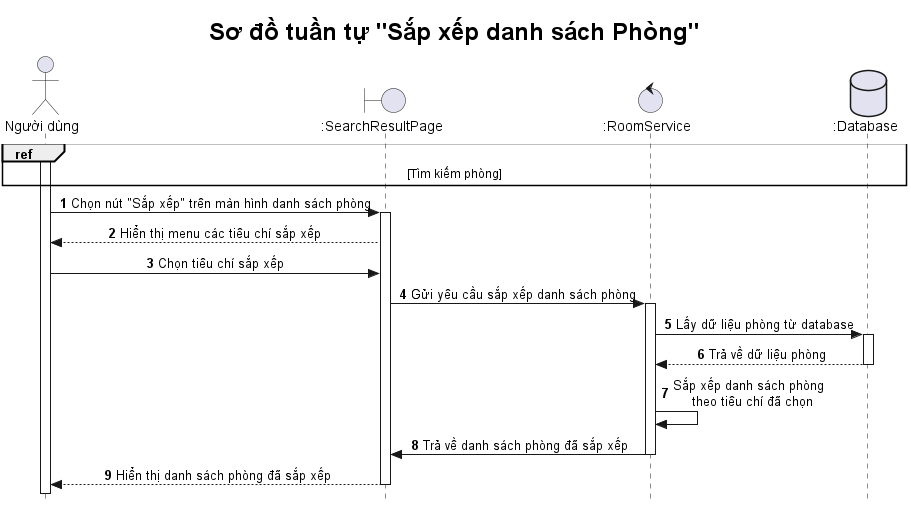 Sơ đồ tuần tự "Sắp xếp danh sách Phòng"
Người dùng
:SearchResultPage
:RoomService
:Database
ref
[Tìm kiếm phòng]
1 Chọn nút "Sắp xếp" trên màn hình danh sách phòng
2 Hiển thị menu các tiêu chí sắp xếp
3 Chọn tiêu chí sắp xếp
4 Gửi yêu cầu sắp xếp danh sách phòng
5 Lấy dữ liệu phòng từ database
6 Trả về dữ liệu phòng
7 Sắp xếp danh sách phòng
theo tiêu chí đã chọn
8 Trả về danh sách phòng đã sắp xếp
9 Hiển thị danh sách phòng đã sắp xếp